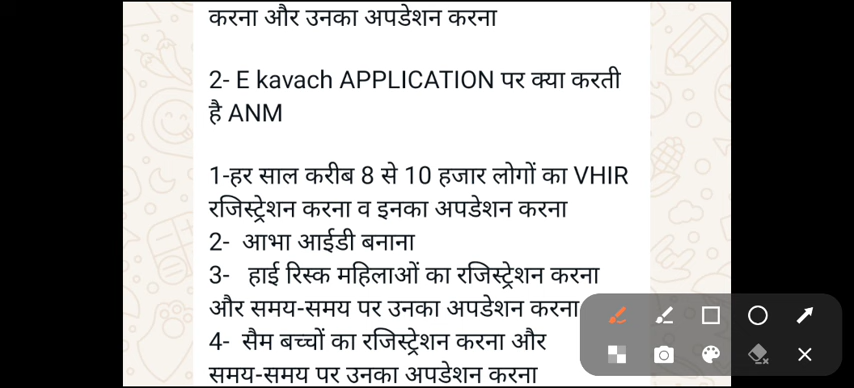 करना और उनका अपडेशन करना
2- E kavach APPLICATION पर क्या करती
है ANM
1-हर साल करीब 8 से 10 हजार लोगों का VHIR
रजिस्ट्रेशन करना व इनका अपडेशन करना
2- आभा आईडी बनाना
3- हाई रिस्क महिलाओं का रजिस्ट्रेशन करना
और समय-समय पर उनका अपडेशन करना
4- सैम बच्चों का रजिस्ट्रेशन करना और
समय-समय पर उनका अपडेशन करना